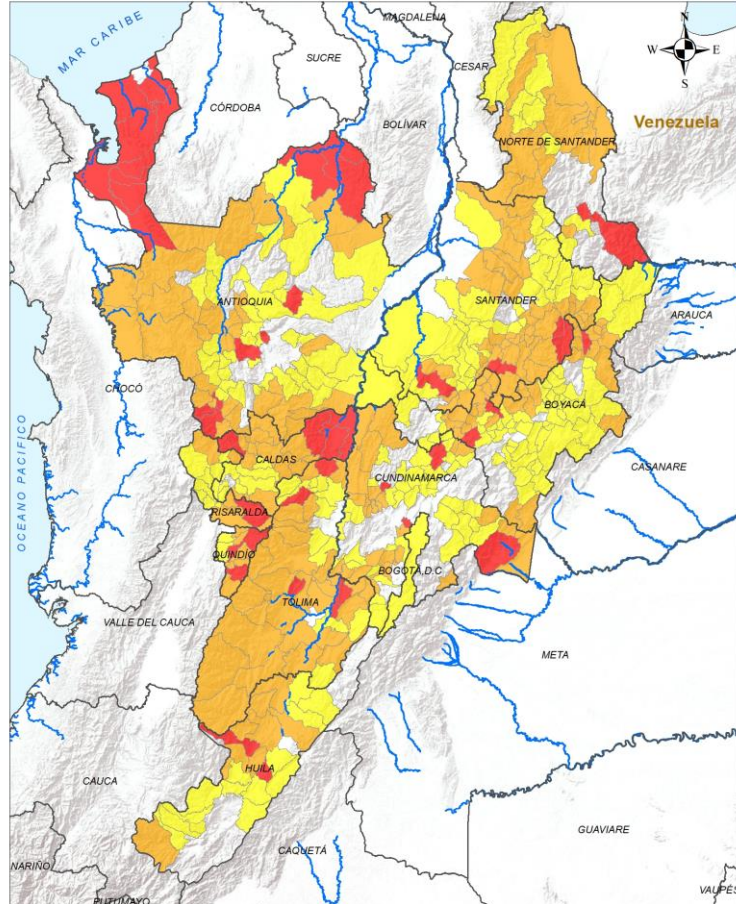 MAGDALENA
N
W
E
S
MAR CARIBE
SUCRE
CESAR
CÓRDOBA
BOLÍVAR
Venezuela
NORTE DE SANTANDER
ANTIOQUIA
SANTANDER
ARAUCA
CHOCÓ
BOYACÁ
OCEANO PACIFICO
CALDAS
CUNDINAMARCA
CASANARE
RISARALDA
QUINDÍO
BOGOTÁ, D.C
TOLIMA
VALLE DEL CAUCA
META
HUILA
CAUCA
GUAVIARE
CAQUETÁ
NARIÑO
PUTUMAYO
VAUPÉS